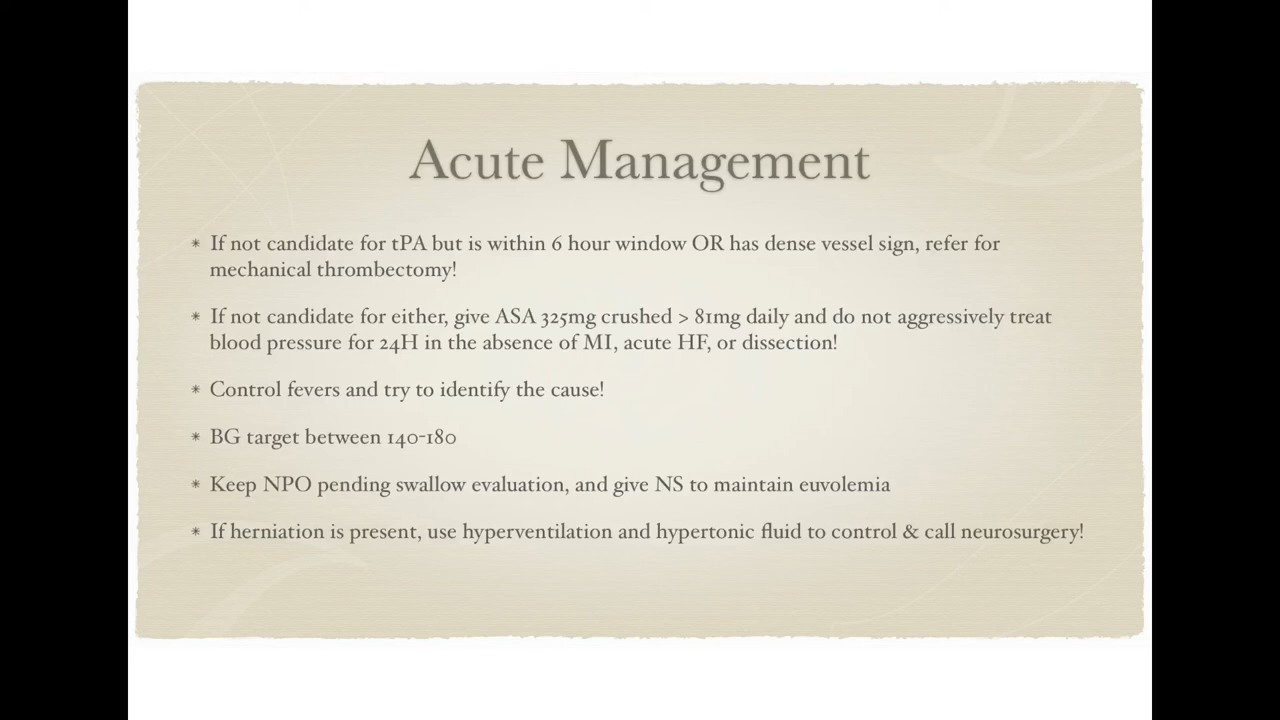 Acute Management
* If not candidate for tPA but is within 6 hour window OR has dense vessel sign, refer for
mechanical thrombectomy!
* If not candidate for either, give ASA 325mg crushed > 81mg daily and do not aggressively treat
blood pressure for 24H in the absence of MI, acute HF, or dissection!
* Control fevers and try to identify the cause!
* BG target between 140-180
* Keep NPO pending swallow evaluation, and give NS to maintain euvolemia
* If herniation is present, use hyperventilation and hypertonic fluid to control & call neurosurgery!